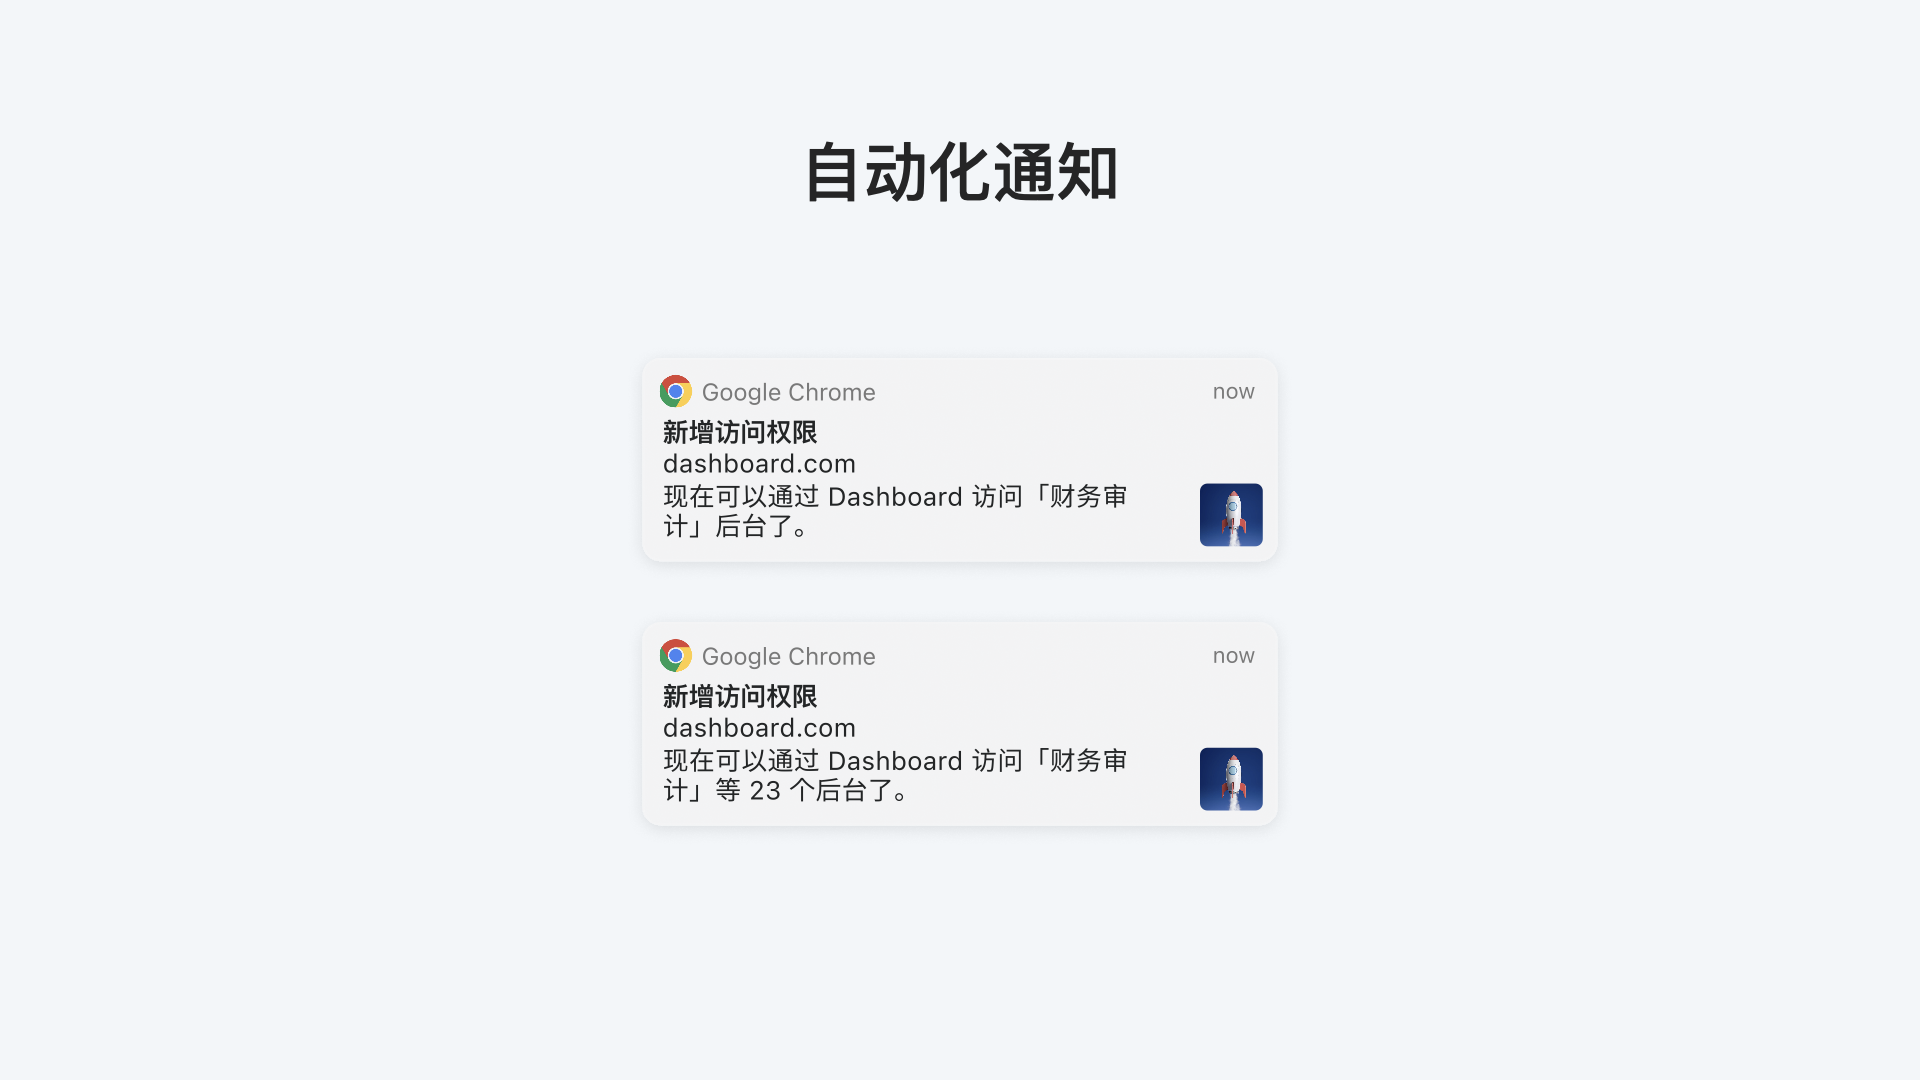 自动化通知
Google Chrome
now
新增访问权限
dashboard.com
现在可以通过 Dashboard 访问「财务审
计」后台了。
Google Chrome
now
新增访问权限
dashboard.com
现在可以通过 Dashboard 访问「财务审
计」等 23 个后台了。